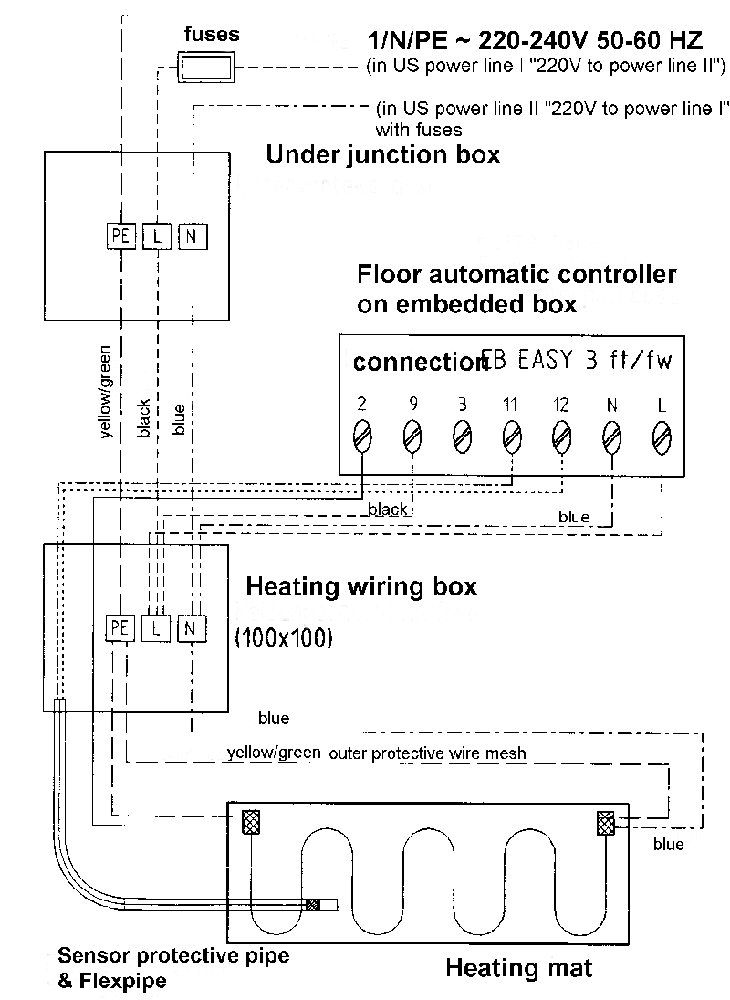 fuses
1/N/PE ~ 220-240V 50-60 HZ
(in US power line I "220V to power line II")
(in US power line II "220V to power line I"
with fuses
Under junction box
PE L N
Floor automatic controller
on embedded box
connection EB EASY 3 ft/fw
2 9 3 11 12 N L
yellow/green
black
blue
black
blue
Heating wiring box
PE L N
(100x100)
blue
yellow/green outer protective wire mesh
blue
Sensor protective pipe
& Flexpipe
Heating mat